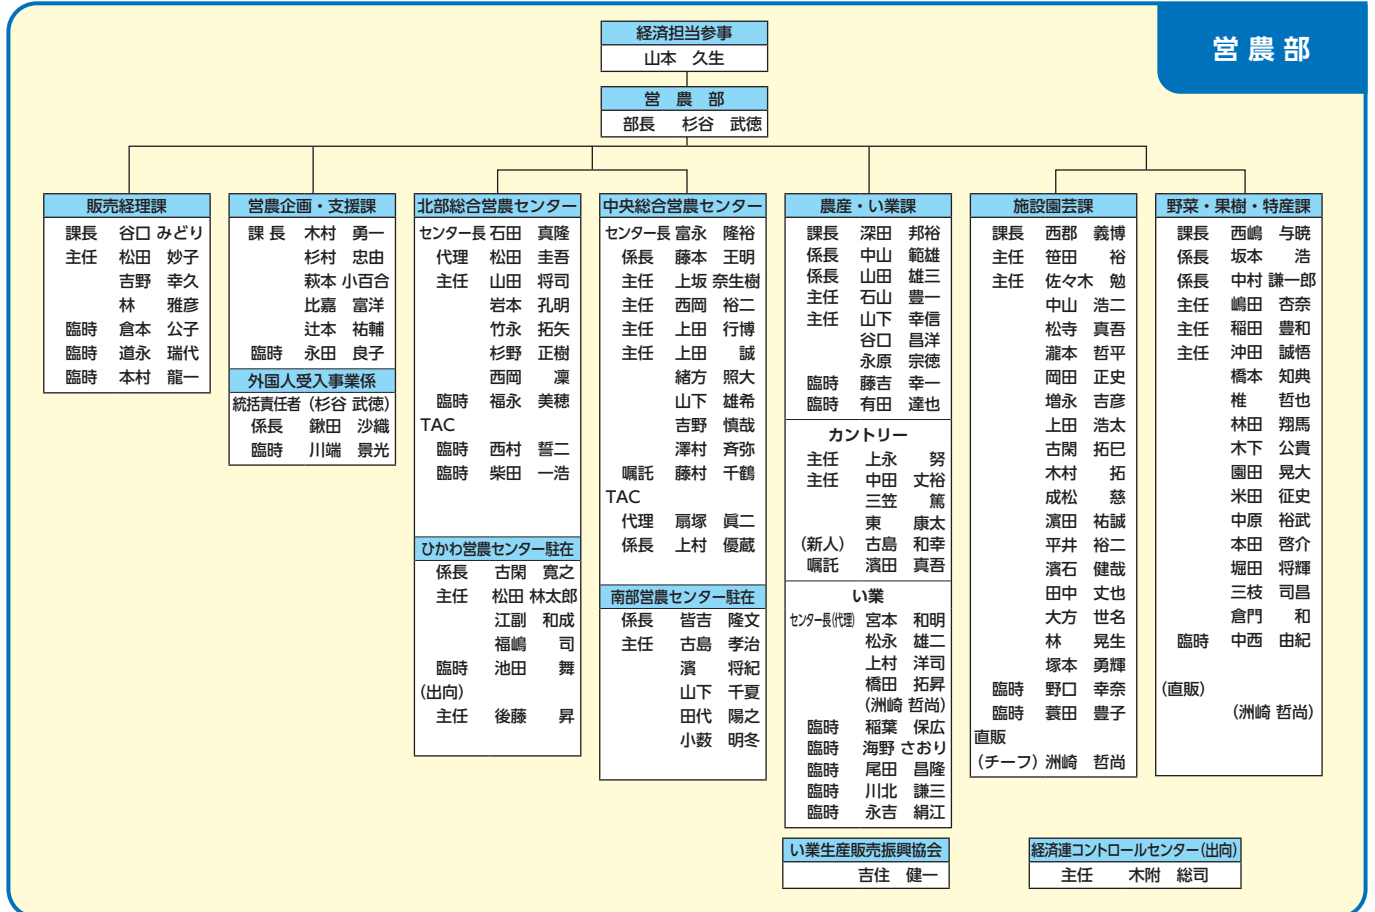 営農部
経済担当参事
山本 久生
営農部
部長 杉谷 武徳
販売経理課
課長 谷口 みどり
主任 松田 妙子
吉野 幸久
林 雅彦
臨時 倉本 公子
臨時 道永 瑞代
臨時 本村 龍一
営農企画・支援課
課長 木村 勇一
杉村 忠由
萩本 小百合
比嘉 富洋
辻本 祐輔
臨時 永田 良子
外国人受入事業係
統括責任者 (杉谷 武徳)
係長 鍬田 沙織
臨時 川端 景光
北部総合営農センター
センター長 石田 真隆
代理 松田 圭吾
主任 山田 将司
岩本 孔明
竹永 拓矢
杉野 正樹
西岡 凜
臨時 福永 美穂
TAC
臨時 西村 誓二
臨時 柴田 一浩
ひかわ営農センター駐在
係長 古閑 寛之
主任 松田 林太郎
江副 和成
福嶋 司
臨時 池田 舞
(出向)
主任 後藤 昇
中央総合営農センター
センター長 富永 隆裕
係長 藤本 王明
主任 上坂 奈生樹
主任 西岡 裕二
主任 上田 行博
主任 上田 誠
緒方 照大
山下 雄希
吉野 慎哉
澤村 斉弥
嘱託 藤村 千鶴
TAC
代理 扇塚 眞二
係長 上村 優蔵
南部営農センター駐在
係長 皆吉 隆文
主任 古島 孝治
濱 将紀
山下 千夏
田代 陽之
小薮 明冬
農産・い業課
課長 深田 邦裕
係長 中山 範雄
係長 山田 雄三
主任 石山 豊一
主任 山下 幸信
谷口 昌洋
永原 宗徳
臨時 藤吉 幸一
臨時 有田 達也
カントリー
主任 上永 努
主任 中田 丈裕
三笠 篤
東 康太
(新人) 古島 和幸
嘱託 濱田 真吾
い業
センター長(代理) 宮本 和明
松永 雄二
上村 洋司
橋田 拓昇
(洲崎 哲尚)
臨時 稲葉 保広
臨時 海野 さおり
臨時 尾田 昌隆
臨時 川北 謙三
臨時 永吉 絹江
い業生産販売振興協会
吉住 健一
施設園芸課
課長 西郡 義博
主任 笹田 裕
主任 佐々木 勉
中山 浩二
松寺 真吾
瀧本 哲平
岡田 正史
増永 吉彦
上田 浩太
古閑 拓巳
木村 拓
成松 慈
濵田 祐誠
平井 裕二
濱石 健哉
田中 丈也
大方 世名
林 晃生
塚本 勇輝
臨時 野口 幸奈
臨時 蓑田 豊子
直販
(チーフ) 洲崎 哲尚
野菜・果樹・特産課
課長 西嶋 与暁
係長 坂本 浩
係長 中村 謙一郎
主任 嶋田 杏奈
主任 稲田 豊和
主任 沖田 誠悟
橋本 知典
椎 哲也
林田 翔馬
木下 公貴
園田 晃大
米田 征史
中原 裕武
本田 啓介
堀田 将輝
三枝 司昌
倉門 和
臨時 中西 由紀
(直販)
(洲崎 哲尚)
経済連コントロールセンター(出向)
主任 木附 総司